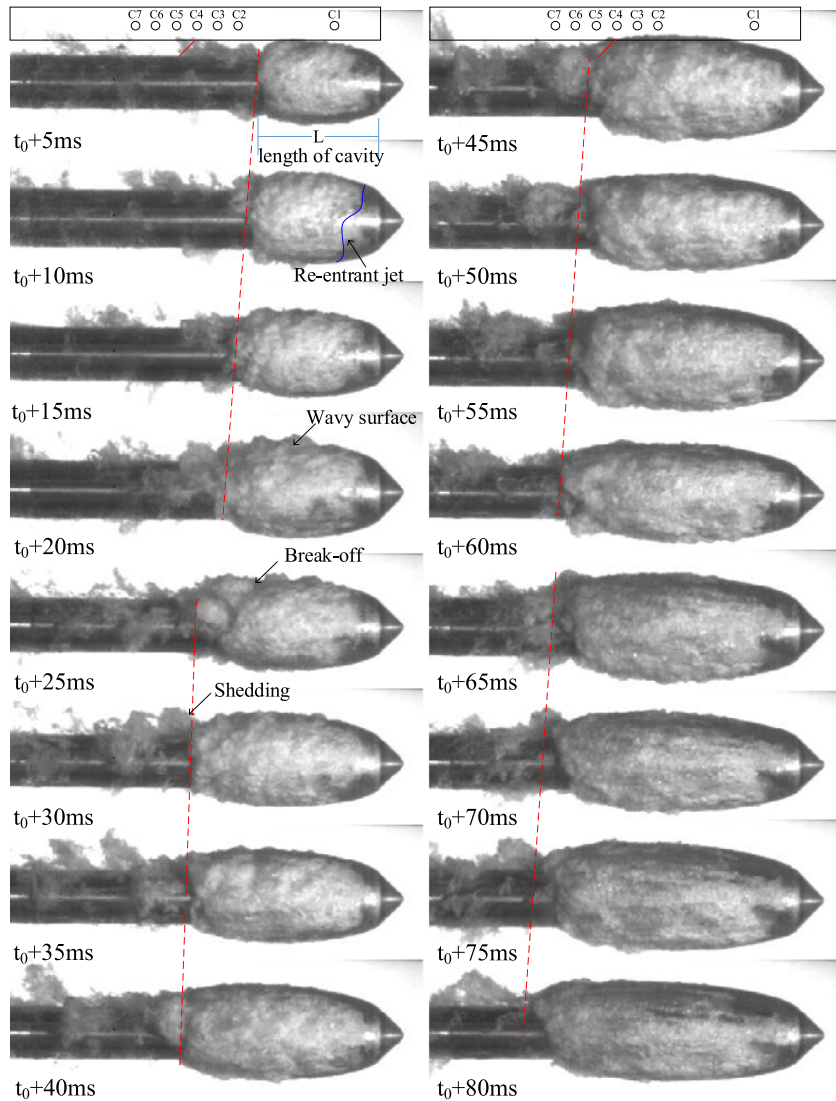 C7 C6 C5 C4 C3 C2 C1
t₀+5ms
L
length of cavity
t₀+10ms
Re-entrant jet
t₀+15ms
Wavy surface
t₀+20ms
Break-off
t₀+25ms
Shedding
t₀+30ms
t₀+35ms
t₀+40ms
C7 C6 C5 C4 C3 C2 C1
t₀+45ms
t₀+50ms
t₀+55ms
t₀+60ms
t₀+65ms
t₀+70ms
t₀+75ms
t₀+80ms